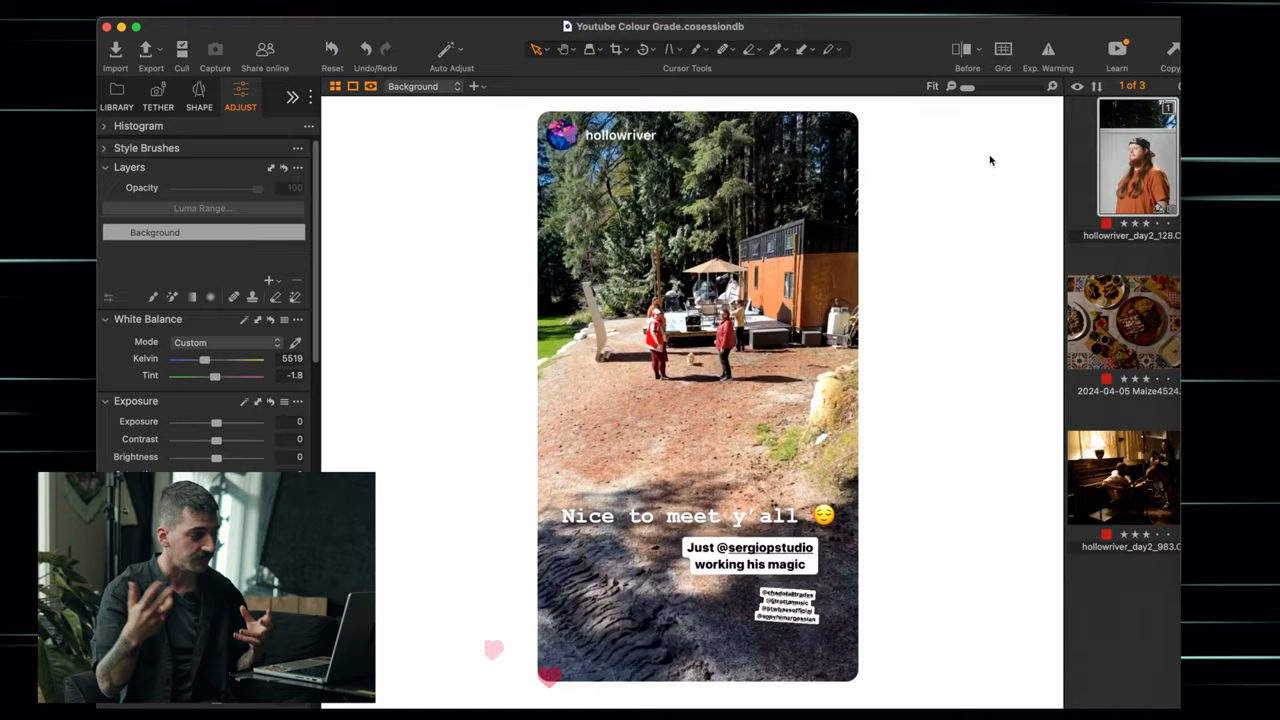 Youtube Colour Grade.cosessiondb
Import
Export
Cull
Capture
Share online
Reset
Undo/Redo
Auto Adjust
Cursor Tools
Before
Grid
Exp. Warning
Learn
Copy
LIBRARY
TETHER
SHAPE
ADJUST
Background
Fit
1 of 3
Histogram
Style Brushes
Layers
Opacity
100
Luma Range...
Background
White Balance
Mode
Custom
Kelvin
5519
Tint
-1.8
Exposure
Exposure
0
Contrast
0
Brightness
0
hollowriver
Nice to meet y'all 😌
Just @sergiopstudio
working his magic
1
hollowriver_day2_128.C
2024-04-05 Maize4524.
hollowriver_day2_983.C